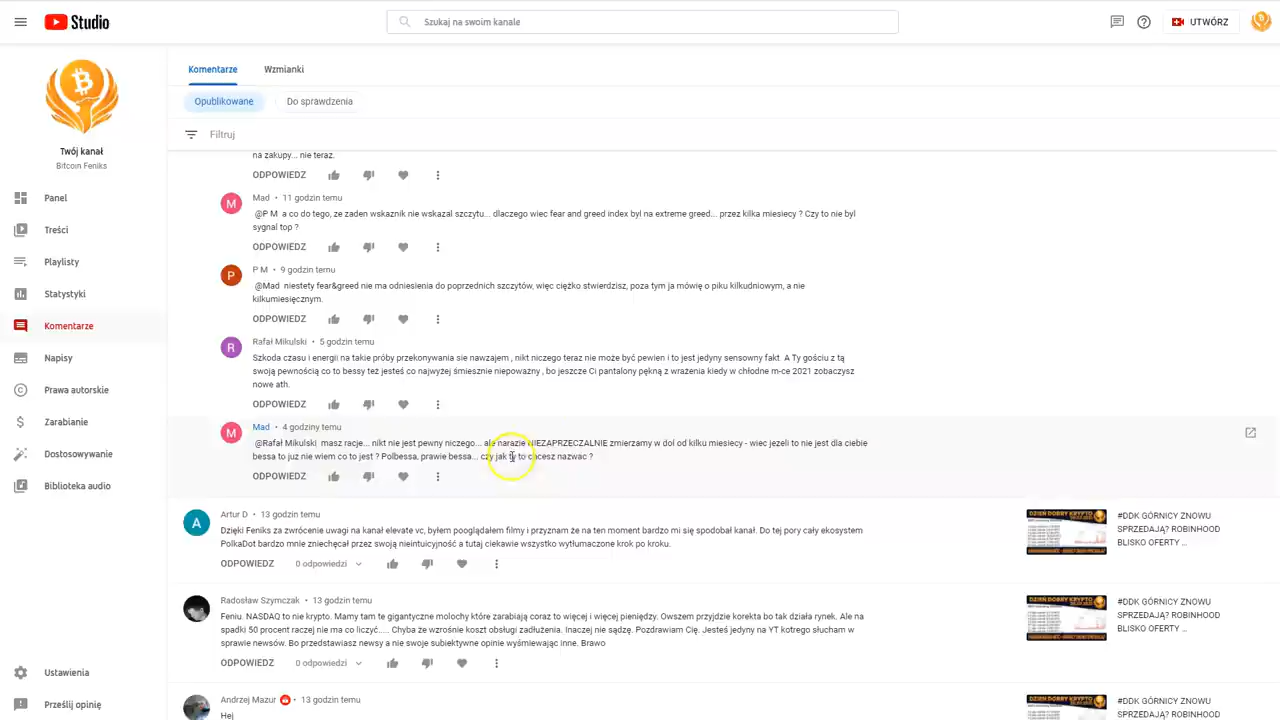 Studio
Szukaj na swoim kanale
UTWÓRZ
Twój kanał
Bitcoin Feniks
Panel
Treści
Playlisty
Statystyki
Komentarze
Napisy
Prawa autorskie
Zarabianie
Dostosowywanie
Biblioteka audio
Ustawienia
Prześlij opinię
Komentarze
Wzmianki
Opublikowane
Do sprawdzenia
Filtruj
na zakupy... nie teraz.
ODPOWIEDZ
M
Mad • 11 godzin temu
@P M a co do tego, ze zaden wskaznik nie wskazal szczytu... dlaczego wiec fear and greed index byl na extreme greed... przez kilka miesiecy ? Czy to nie byl
sygnal top ?
ODPOWIEDZ
P
P M • 9 godzin temu
@Mad niestety fear&greed nie ma odniesienia do poprzednich szczytów, więc ciężko stwierdzisz, poza tym ja mówię o piku kilkudniowym, a nie
kilkumiesięcznym.
ODPOWIEDZ
R
Rafał Mikulski • 5 godzin temu
Szkoda czasu i energii na takie próby przekonywania sie nawzajem , nikt niczego teraz nie może być pewien i to jest jedyny sensowny fakt. A Ty gościu z tą
swoją pewnością co to bessy też jesteś co najwyżej śmiesznie niepoważny , bo jeszcze Ci pantalony pękną z wrażenia kiedy w chłodne m-ce 2021 zobaczysz
nowe ath.
ODPOWIEDZ
M
Mad • 4 godziny temu
@Rafał Mikulski masz racje... nikt nie jest pewny niczego... ale narazie NIEZAPRZECZALNIE zmierzamy w doł od kilku miesiecy - wiec jezeli to nie jest dla ciebie
bessa to juz nie wiem co to jest ? Polbessa, prawie bessa... czy jak ty to chcesz nazwac ?
ODPOWIEDZ
A
Artur D • 13 godzin temu
Dzięki Feniks za zwrócenie uwagi na kanał elevate vc, byłem pooglądałem filmy i przyznam że na ten moment bardzo mi się spodobał kanał. Do tej pory cały ekosystem
PolkaDot bardzo mnie zniechęcał przez swoją nieintuicyjność a tutaj ciekawie wszystko wytłumaczone krok po kroku.
ODPOWIEDZ
0 odpowiedzi
#DDK GÓRNICY ZNOWU
SPRZEDAJĄ? ROBINHOOD
BLISKO OFERTY ...
Radosław Szymczak • 13 godzin temu
Feniu. NASDAQ to nie krypto. Mamy tam te gigantyczne molochy które zarabiają coraz to więcej i więcej pieniędzy. Owszem przyjdzie korekta bo tak działa rynek. Ale na
spadki 50 procent raczej nie ma co liczyć..... Chyba że wzrośnie koszt obsługi zadłużenia. Inaczej nie sądzę. Pozdrawiam Cię. Jesteś jedyny na YT kotrego słucham w
sprawie newsów. Bo przedstawiasz newsy a nie swoje subiektywne opinie wyśmiewając inne. Brawo
ODPOWIEDZ
0 odpowiedzi
#DDK GÓRNICY ZNOWU
SPRZEDAJĄ? ROBINHOOD
BLISKO OFERTY ...
Andrzej Mazur • 13 godzin temu
Hej
#DDK GÓRNICY ZNOWU
SPRZEDAJĄ? ROBINHOOD
DZIEŃ DOBRY KRYPTO
DZIEŃ DOBRY KRYPTO
DZIEŃ DOBRY KRYPTO